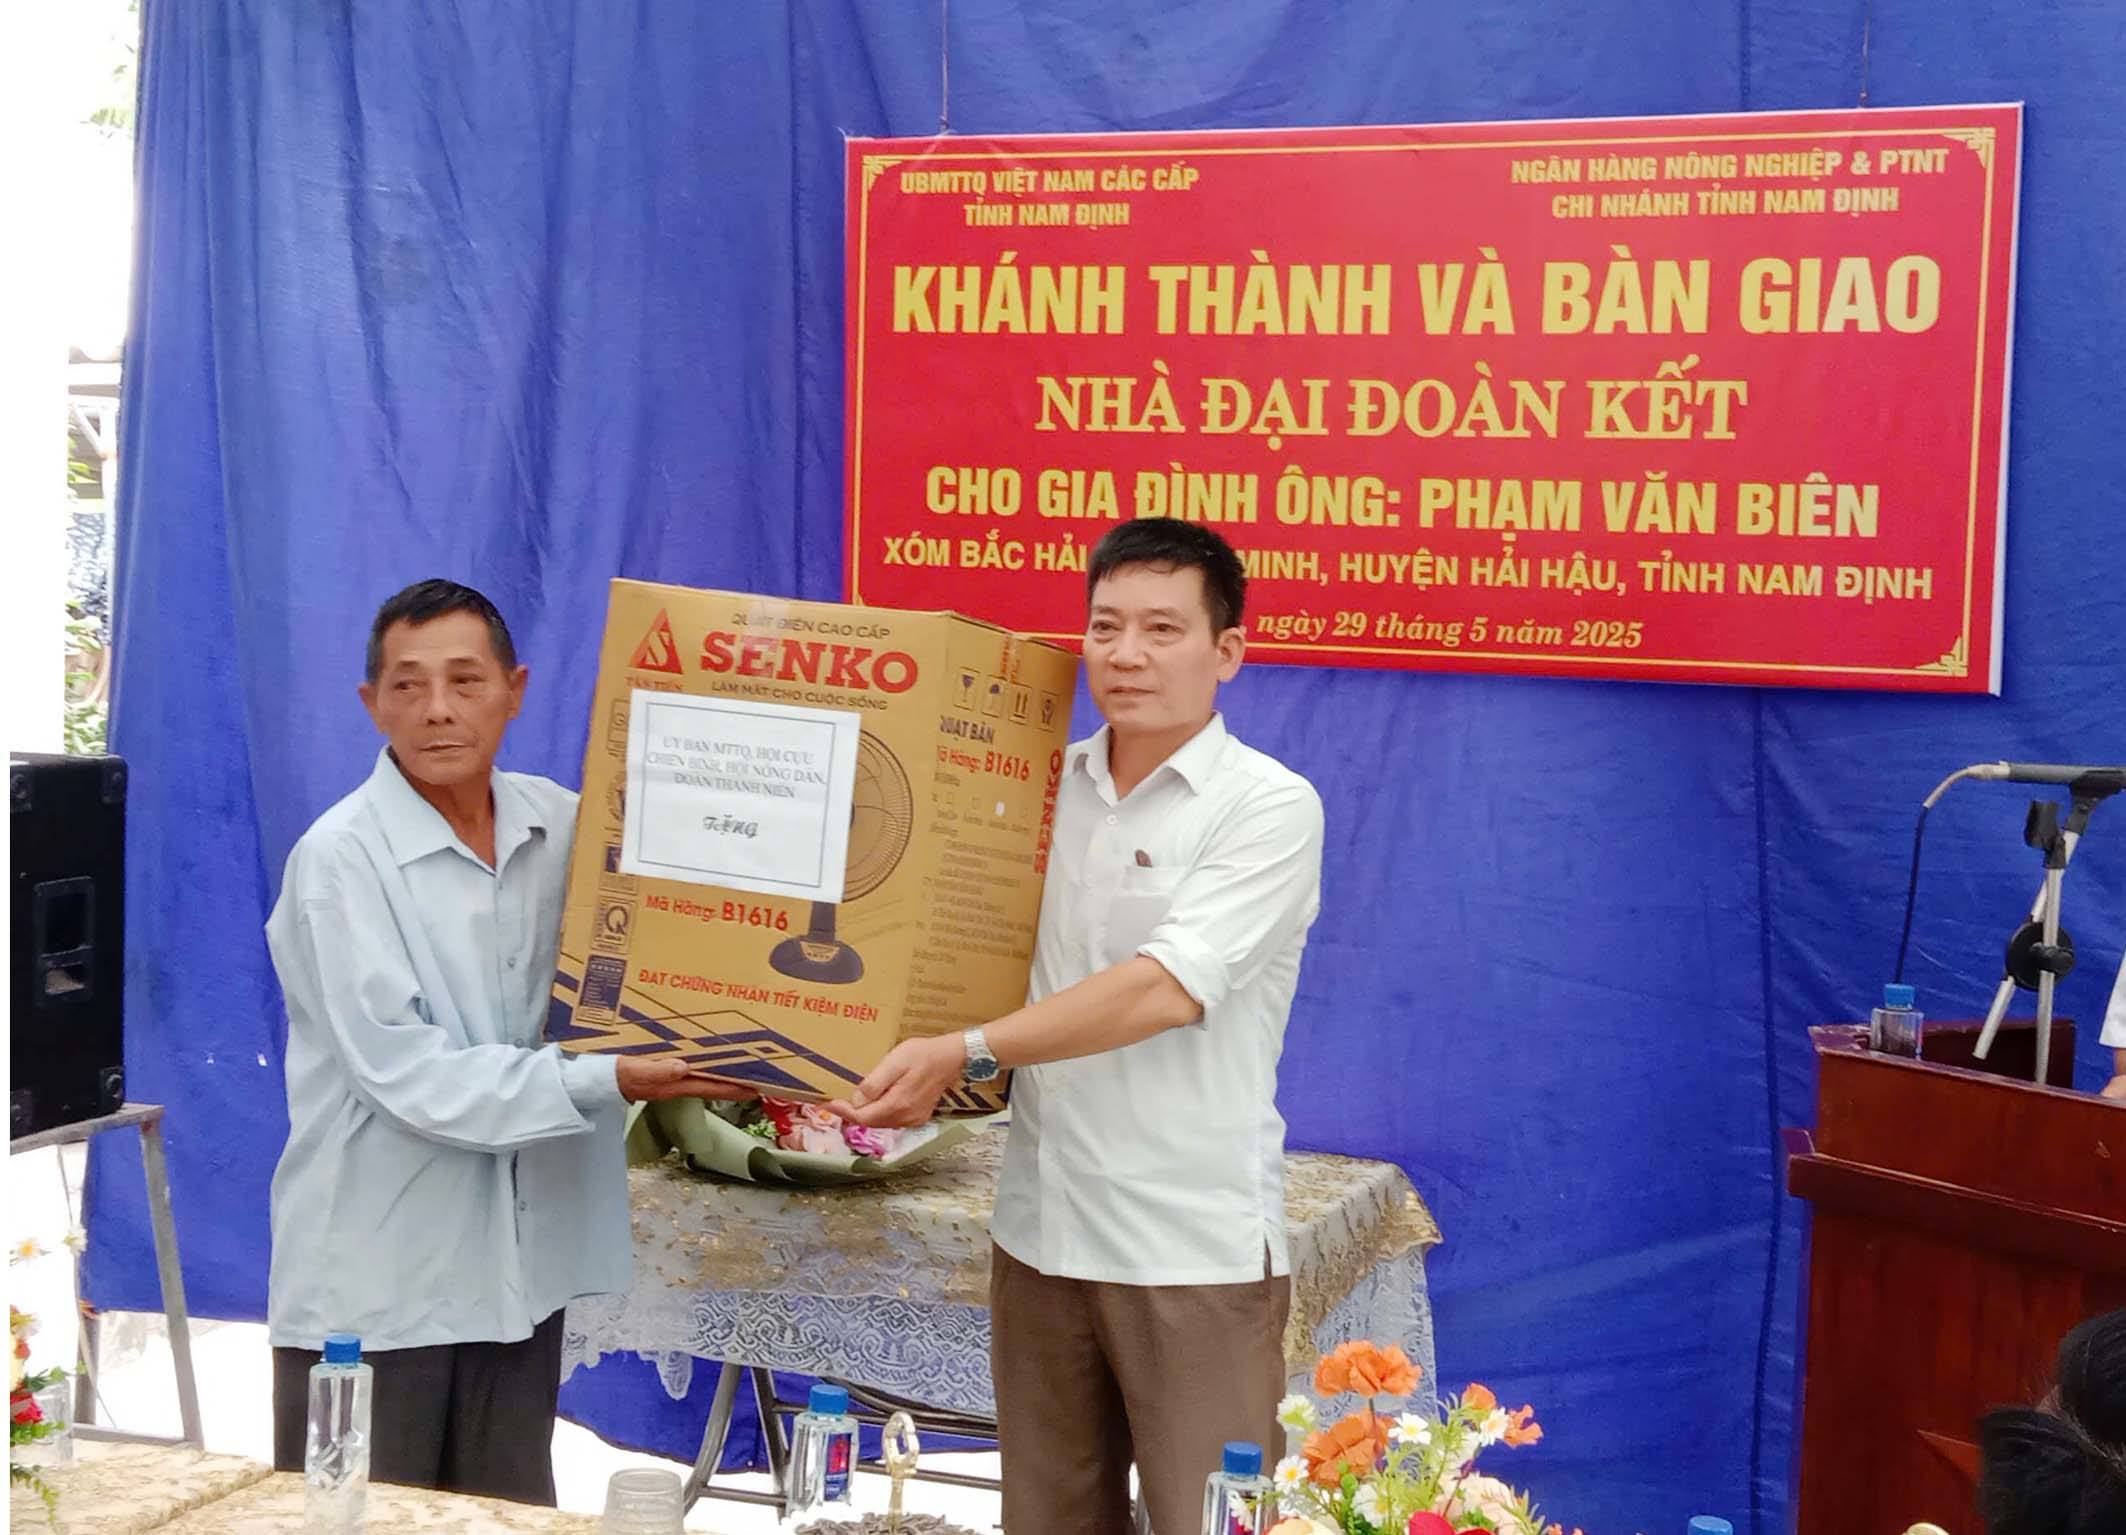 UBMTTQ VIỆT NAM CÁC CẤP
TỈNH NAM ĐỊNH
NGÂN HÀNG NÔNG NGHIỆP & PTNT
CHI NHÁNH TỈNH NAM ĐỊNH
KHÁNH THÀNH VÀ BÀN GIAO
NHÀ ĐẠI ĐOÀN KẾT
CHO GIA ĐÌNH ÔNG: PHẠM VĂN BIÊN
XÓM BẮC HẢI MINH, HUYỆN HẢI HẬU, TỈNH NAM ĐỊNH
ngày 29 tháng 5 năm 2025
QUẠT ĐIỆN CAO CẤP
SENKO
TÂN TIẾN
LÀM MÁT CHO CUỘC SỐNG
ỦY BAN MTTQ, HỘI CỰU
CHIẾN BINH, HỘI NÔNG DÂN,
ĐOÀN THANH NIÊN
TẶNG
Mã Hàng: B1616
ĐẠT CHỨNG NHẬN TIẾT KIỆM ĐIỆN
QUẠT BÀN
Mã Hàng: B1616